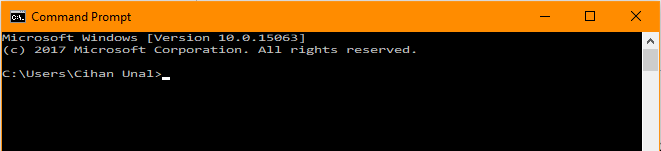 Command Prompt
Microsoft Windows [Version 10.0.15063]
(c) 2017 Microsoft Corporation. All rights reserved.
C:\Users\Cihan Unal>